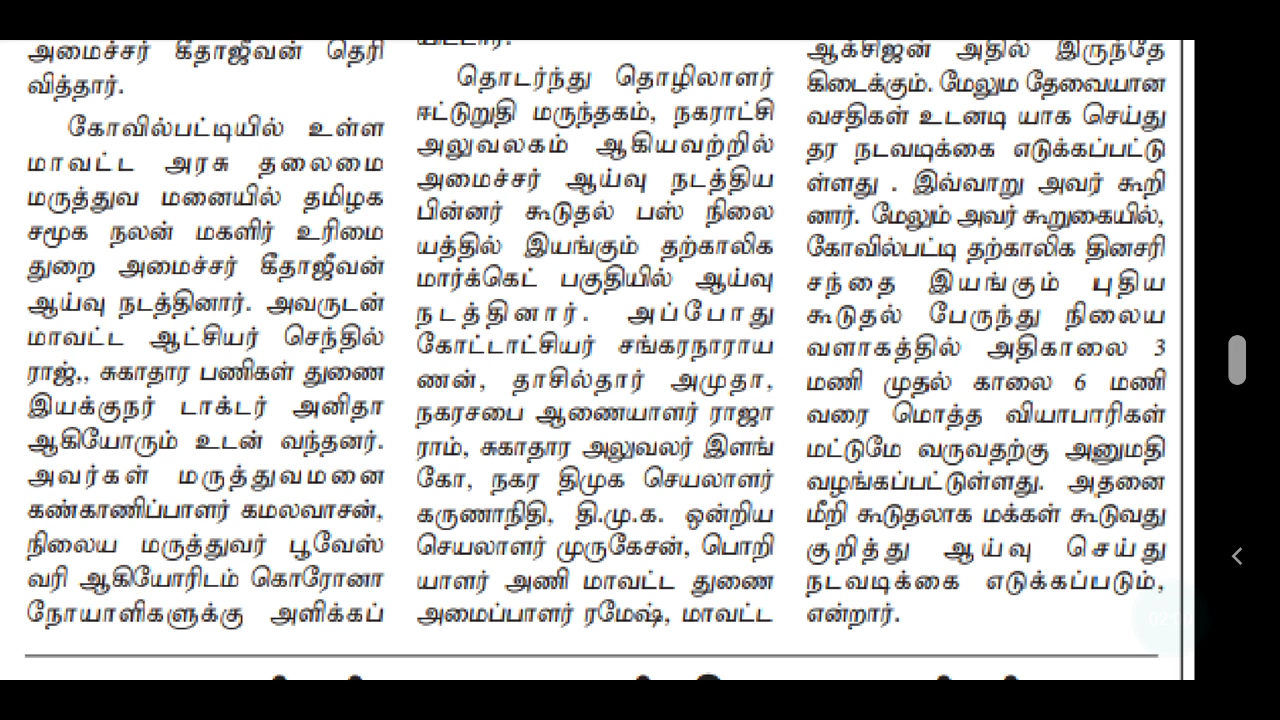 அமைச்சர் கீதாஜீவன் தெரி
வித்தார்.
கோவில்பட்டியில் உள்ள
மாவட்ட அரசு தலைமை
மருத்துவ மனையில் தமிழக
சமூக நலன் மகளிர் உரிமை
துறை அமைச்சர் கீதாஜீவன்
ஆய்வு நடத்தினார். அவருடன்
மாவட்ட ஆட்சியர் செந்தில்
ராஜ்,, சுகாதார பணிகள் துணை
இயக்குநர் டாக்டர் அனிதா
ஆகியோரும் உடன் வந்தனர்.
அவர்கள் மருத்துவமனை
கண்காணிப்பாளர் கமலவாசன்,
நிலைய மருத்துவர் பூவேஸ்
வரி ஆகியோரிடம் கொரோனா
நோயாளிகளுக்கு அளிக்கப்
தொடர்ந்து தொழிலாளர்
ஈட்டுறுதி மருந்தகம், நகராட்சி
அலுவலகம் ஆகியவற்றில்
அமைச்சர் ஆய்வு நடத்திய
பின்னர் கூடுதல் பஸ் நிலை
யத்தில் இயங்கும் தற்காலிக
மார்க்கெட் பகுதியில் ஆய்வு
நடத்தினார். அப்போது
கோட்டாட்சியர் சங்கரநாராய
ணன், தாசில்தார் அமுதா,
நகரசபை ஆணையாளர் ராஜா
ராம், சுகாதார அலுவலர் இளங்
கோ, நகர திமுக செயலாளர்
கருணாநிதி, தி.மு.க. ஒன்றிய
செயலாளர் முருகேசன், பொறி
யாளர் அணி மாவட்ட துணை
அமைப்பாளர் ரமேஷ், மாவட்ட
ஆக்சிஜன் அதில் இருந்தே
கிடைக்கும். மேலும தேவையான
வசதிகள் உடனடி யாக செய்து
தர நடவடிக்கை எடுக்கப்பட்டு
ள்ளது . இவ்வாறு அவர் கூறி
னார். மேலும் அவர் கூறுகையில்,
கோவில்பட்டி தற்காலிக தினசரி
சந்தை இயங்கும் புதிய
கூடுதல் பேருந்து நிலைய
வளாகத்தில் அதிகாலை 3
மணி முதல் காலை 6 மணி
வரை மொத்த வியாபாரிகள்
மட்டுமே வருவதற்கு அனுமதி
வழங்கப்பட்டுள்ளது. அதனை
மீறி கூடுதலாக மக்கள் கூடுவது
குறித்து ஆய்வு செய்து
நடவடிக்கை எடுக்கப்படும்,
என்றார்.